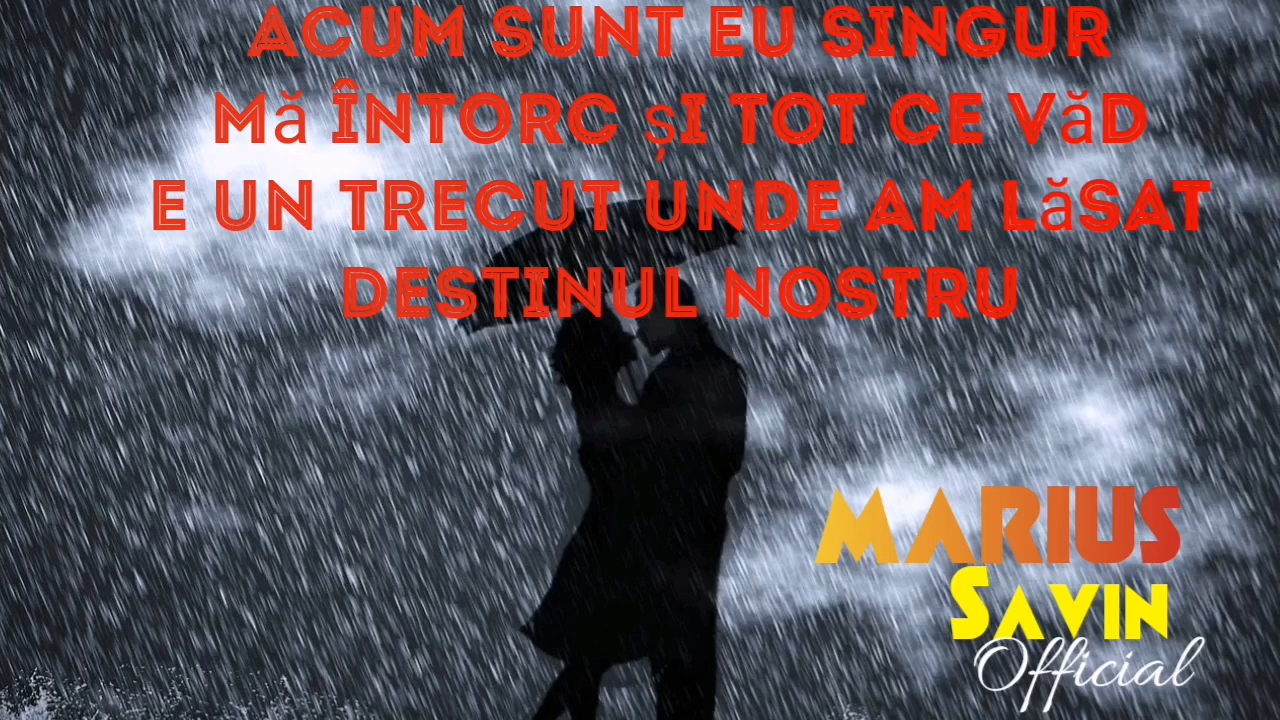 ACUM SUNT EU SINGUR
Mă ÎNTORC șI TOT CE VăD
E UN TRECUT UNDE AM LăSAT
DESTINUL NOSTRU
MARIUS
SAVIN
Official